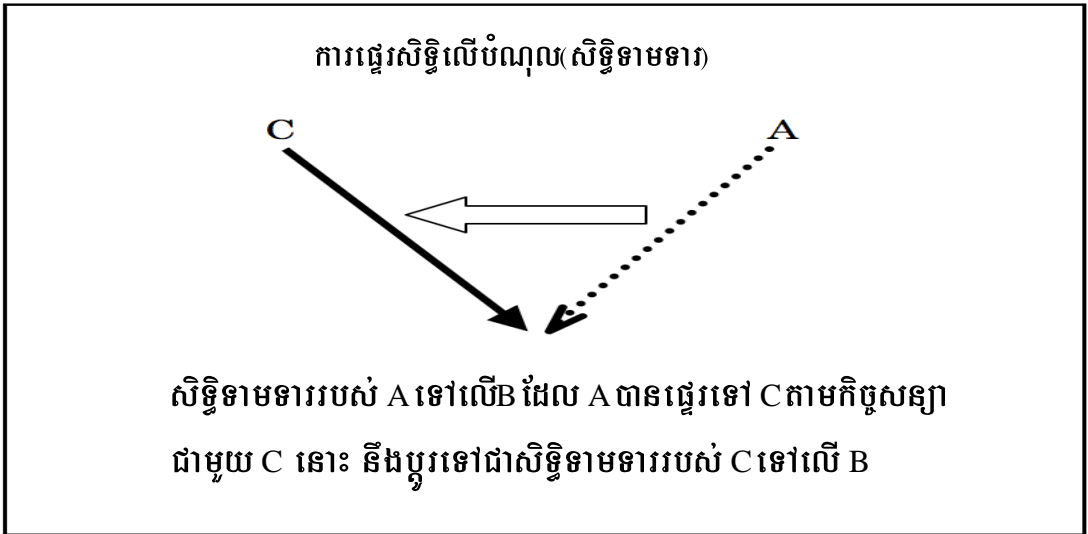 ការផ្ទេរសិទ្ធិលើបំណុល(សិទ្ធិទាមទារ)
C A
សិទ្ធិទាមទាររបស់ A ទៅលើB ដែល A បានផ្ទេរទៅ C តាមកិច្ចសន្យា
ជាមួយ C នោះ នឹងប្តូរទៅជាសិទ្ធិទាមទាររបស់ C ទៅលើ B